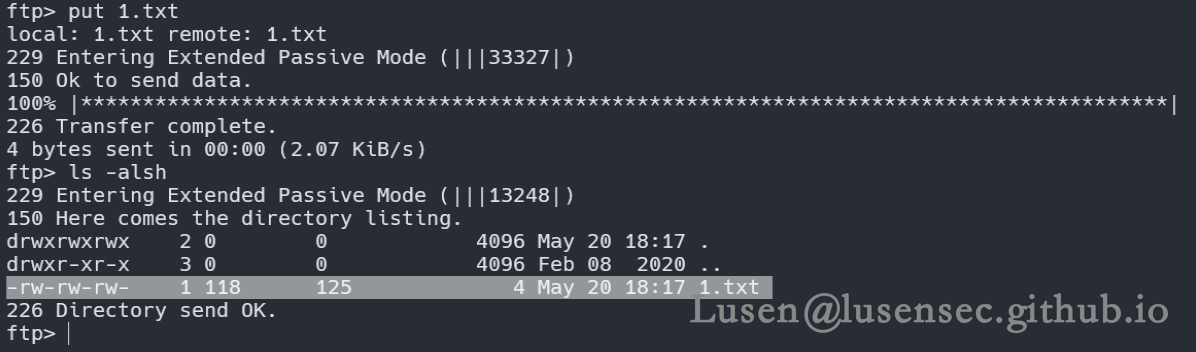 ftp> put 1.txt
local: 1.txt remote: 1.txt
229 Entering Extended Passive Mode (|||33327|)
150 Ok to send data.
100% |****************************************************************************************|
226 Transfer complete.
4 bytes sent in 00:00 (2.07 KiB/s)
ftp> ls -alsh
229 Entering Extended Passive Mode (|||13248|)
150 Here comes the directory listing.
drwxrwxrwx    2 0        0            4096 May 20 18:17 .
drwxr-xr-x    3 0        0            4096 Feb 08  2020 ..
-rw-rw-rw-    1 118      125             4 May 20 18:17 1.txt
226 Directory send OK.
ftp>
Lusen@lusensec.github.io